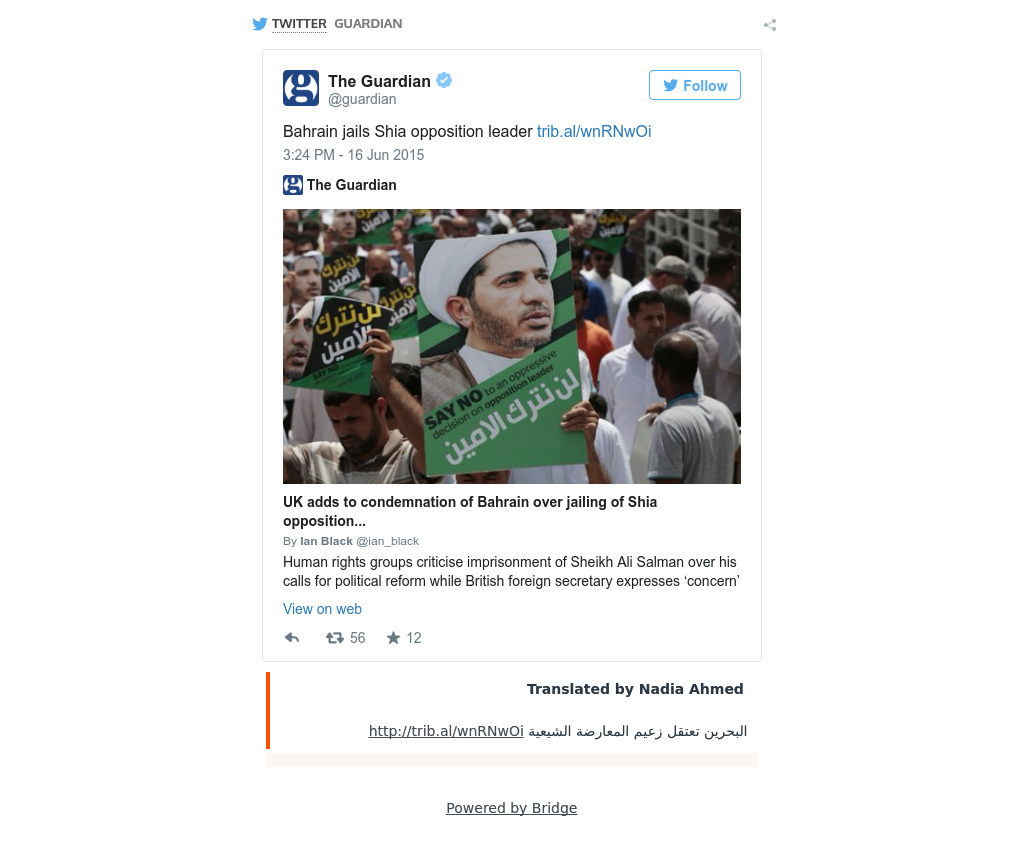 TWITTER GUARDIAN
The Guardian
@guardian
Follow
Bahrain jails Shia opposition leader trib.al/wnRNwOi
3:24 PM - 16 Jun 2015
The Guardian
لن نترك
الأمين
لن نترك
الأمين
SAY NO to an oppressive
decision on opposition leader
لن نترك الأمين
UK adds to condemnation of Bahrain over jailing of Shia
opposition...
By Ian Black @ian_black
Human rights groups criticise imprisonment of Sheikh Ali Salman over his
calls for political reform while British foreign secretary expresses ‘concern’
View on web
56 12
Translated by Nadia Ahmed
البحرين تعتقل زعيم المعارضة الشيعية http://trib.al/wnRNwOi
Powered by Bridge